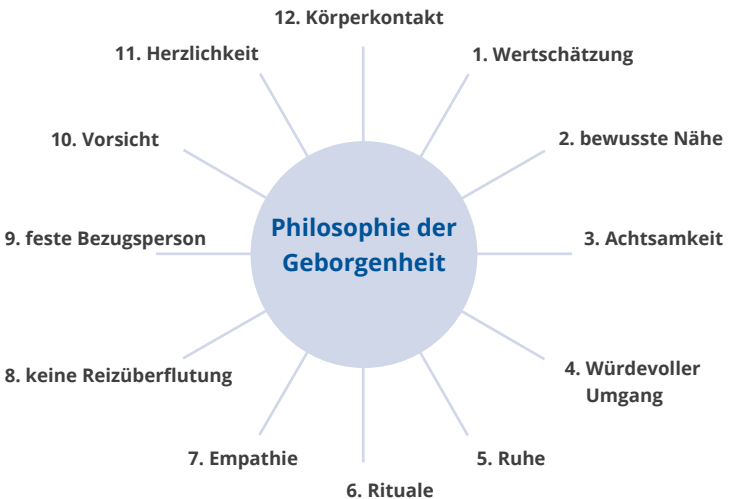 12. Körperkontakt
11. Herzlichkeit
1. Wertschätzung
10. Vorsicht
2. bewusste Nähe
Philosophie der
Geborgenheit
9. feste Bezugsperson
3. Achtsamkeit
8. keine Reizüberflutung
4. Würdevoller
Umgang
7. Empathie
5. Ruhe
6. Rituale